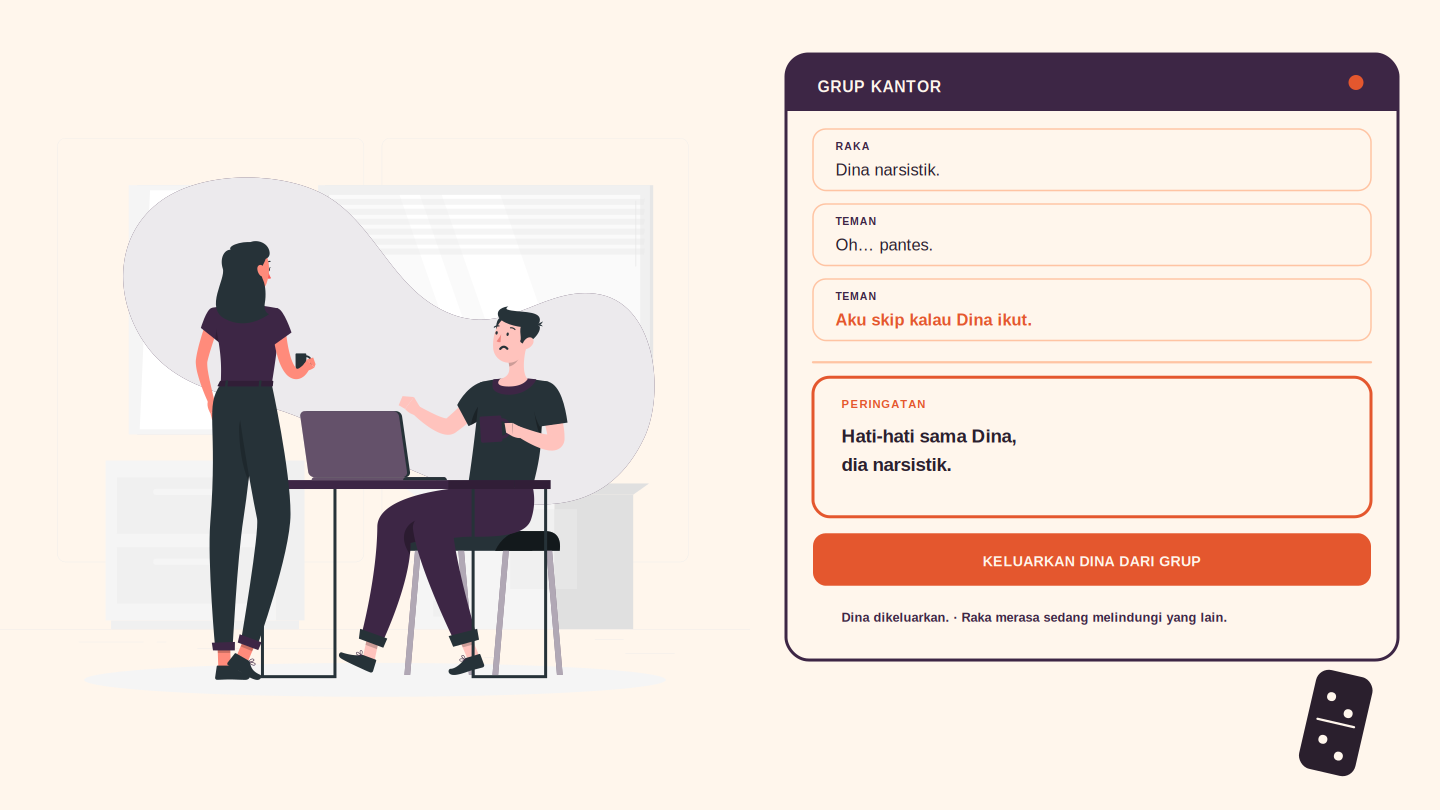 GRUP KANTOR
RAKA
Dina narsistik.
TEMAN
Oh… pantes.
TEMAN
Aku skip kalau Dina ikut.
PERINGATAN
Hati-hati sama Dina,
dia narsistik.
KELUARKAN DINA DARI GRUP
Dina dikeluarkan. · Raka merasa sedang melindungi yang lain.